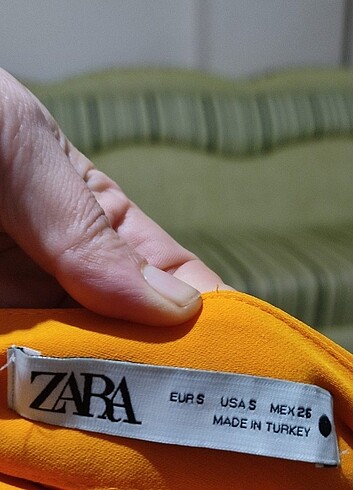 ZARA
EUR S USA S MEX 26
MADE IN TURKEY